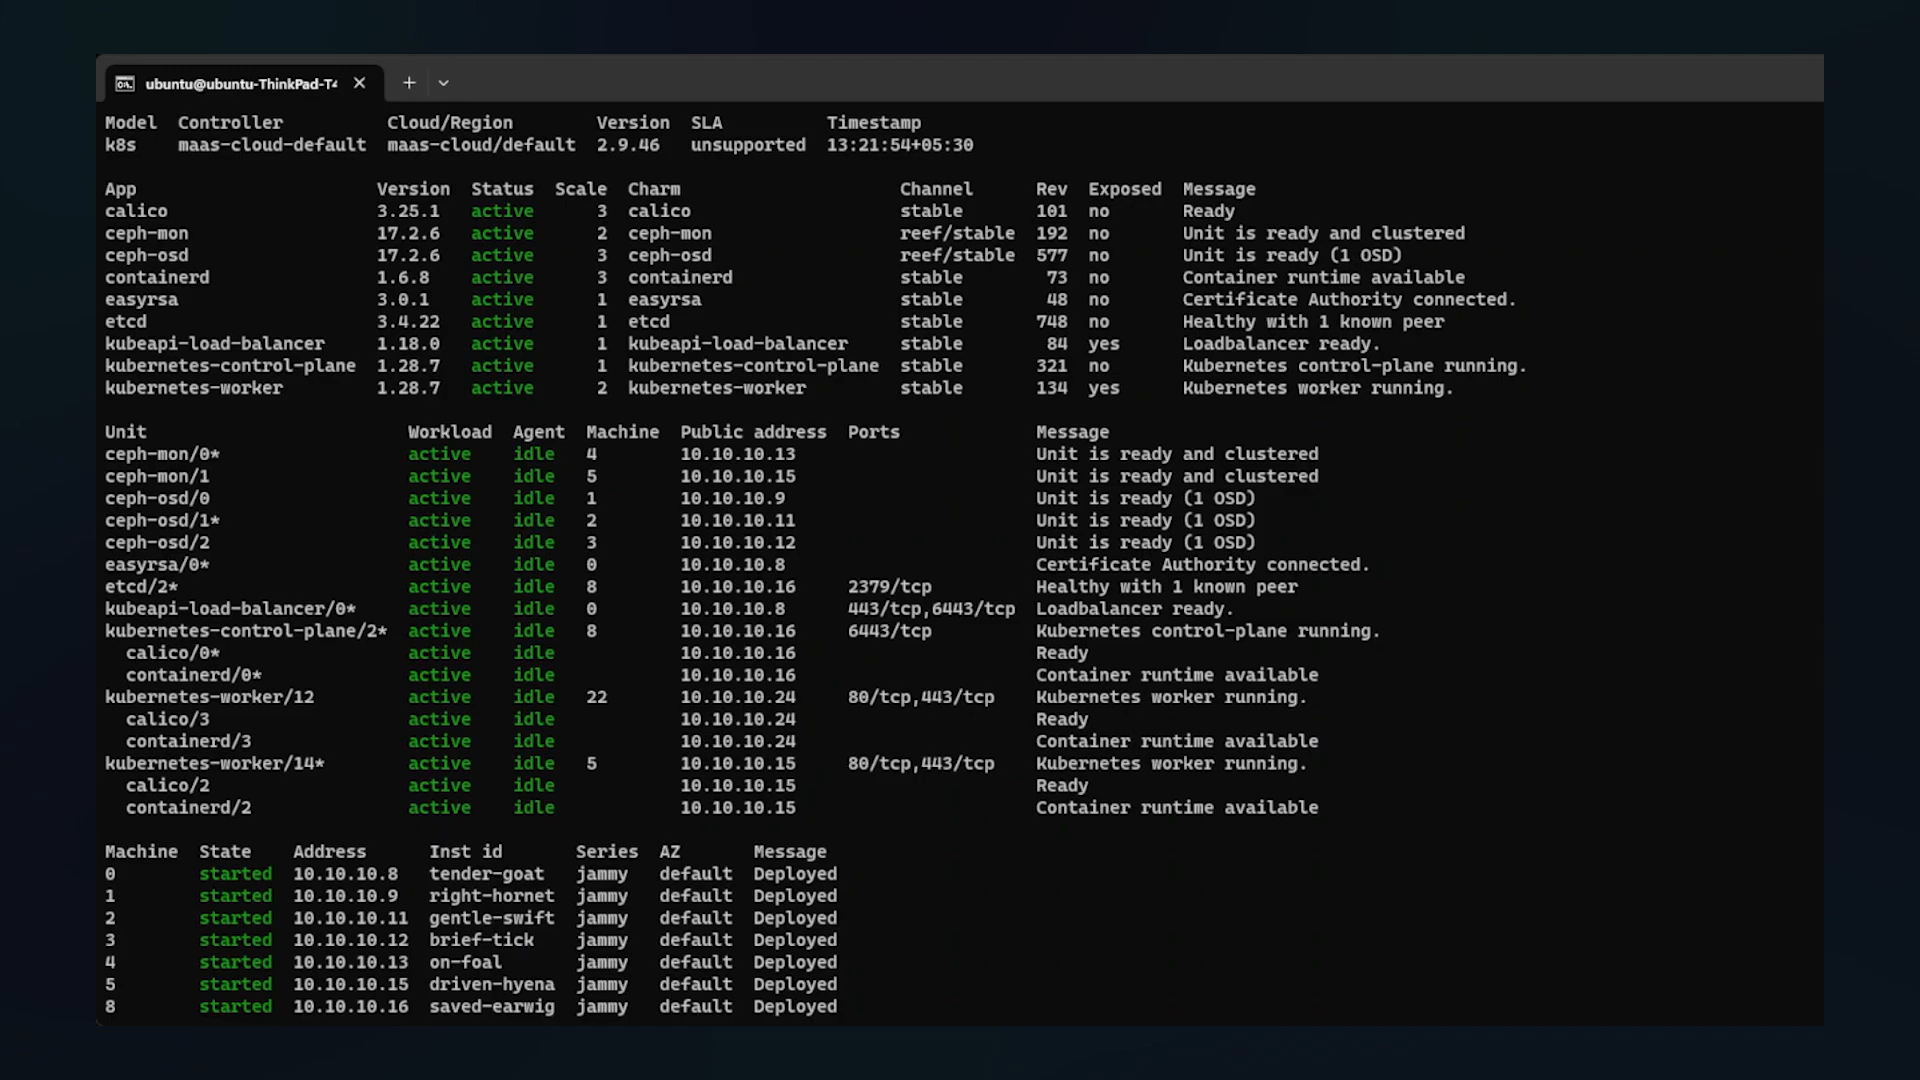 ubuntu@ubuntu-ThinkPad-T4
Model  Controller          Cloud/Region        Version  SLA          Timestamp
k8s    maas-cloud-default  maas-cloud/default  2.9.46   unsupported  13:21:54+05:30
App                       Version  Status  Scale  Charm                     Channel      Rev  Exposed  Message
calico                    3.25.1   active      3  calico                    stable       101  no       Ready
ceph-mon                  17.2.6   active      2  ceph-mon                  reef/stable  192  no       Unit is ready and clustered
ceph-osd                  17.2.6   active      3  ceph-osd                  reef/stable  577  no       Unit is ready (1 OSD)
containerd                1.6.8    active      3  containerd                stable        73  no       Container runtime available
easyrsa                   3.0.1    active      1  easyrsa                   stable        48  no       Certificate Authority connected.
etcd                      3.4.22   active      1  etcd                      stable       748  no       Healthy with 1 known peer
kubeapi-load-balancer     1.18.0   active      1  kubeapi-load-balancer     stable        84  yes      Loadbalancer ready.
kubernetes-control-plane  1.28.7   active      1  kubernetes-control-plane  stable       321  no       Kubernetes control-plane running.
kubernetes-worker         1.28.7   active      2  kubernetes-worker         stable       134  yes      Kubernetes worker running.
Unit                         Workload  Agent  Machine  Public address  Ports             Message
ceph-mon/0*                  active    idle   4        10.10.10.13                       Unit is ready and clustered
ceph-mon/1                   active    idle   5        10.10.10.15                       Unit is ready and clustered
ceph-osd/0                   active    idle   1        10.10.10.9                        Unit is ready (1 OSD)
ceph-osd/1*                  active    idle   2        10.10.10.11                       Unit is ready (1 OSD)
ceph-osd/2                   active    idle   3        10.10.10.12                       Unit is ready (1 OSD)
easyrsa/0*                   active    idle   0        10.10.10.8                        Certificate Authority connected.
etcd/2*                      active    idle   8        10.10.10.16     2379/tcp          Healthy with 1 known peer
kubeapi-load-balancer/0*     active    idle   0        10.10.10.8      443/tcp,6443/tcp  Loadbalancer ready.
kubernetes-control-plane/2*  active    idle   8        10.10.10.16     6443/tcp          Kubernetes control-plane running.
  calico/0*                  active    idle            10.10.10.16                       Ready
  containerd/0*              active    idle            10.10.10.16                       Container runtime available
kubernetes-worker/12         active    idle   22       10.10.10.24     80/tcp,443/tcp    Kubernetes worker running.
  calico/3                   active    idle            10.10.10.24                       Ready
  containerd/3               active    idle            10.10.10.24                       Container runtime available
kubernetes-worker/14*        active    idle   5        10.10.10.15     80/tcp,443/tcp    Kubernetes worker running.
  calico/2                   active    idle            10.10.10.15                       Ready
  containerd/2               active    idle            10.10.10.15                       Container runtime available
Machine  State    Address      Inst id       Series  AZ       Message
0        started  10.10.10.8   tender-goat   jammy   default  Deployed
1        started  10.10.10.9   right-hornet  jammy   default  Deployed
2        started  10.10.10.11  gentle-swift  jammy   default  Deployed
3        started  10.10.10.12  brief-tick    jammy   default  Deployed
4        started  10.10.10.13  on-foal       jammy   default  Deployed
5        started  10.10.10.15  driven-hyena  jammy   default  Deployed
8        started  10.10.10.16  saved-earwig  jammy   default  Deployed